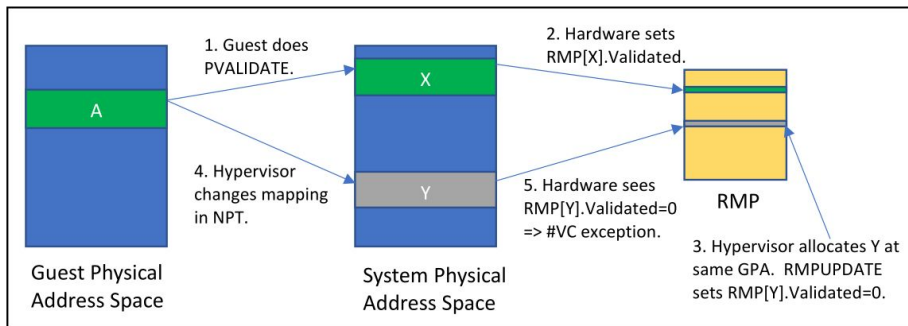 1. Guest does
PVALIDATE.
2. Hardware sets
RMP[X].Validated.
A
X
4. Hypervisor
changes mapping
in NPT.
Y
5. Hardware sees
RMP[Y].Validated=0
=> #VC exception.
RMP
3. Hypervisor allocates Y at
same GPA. RMPUPDATE
sets RMP[Y].Validated=0.
Guest Physical
Address Space
System Physical
Address Space